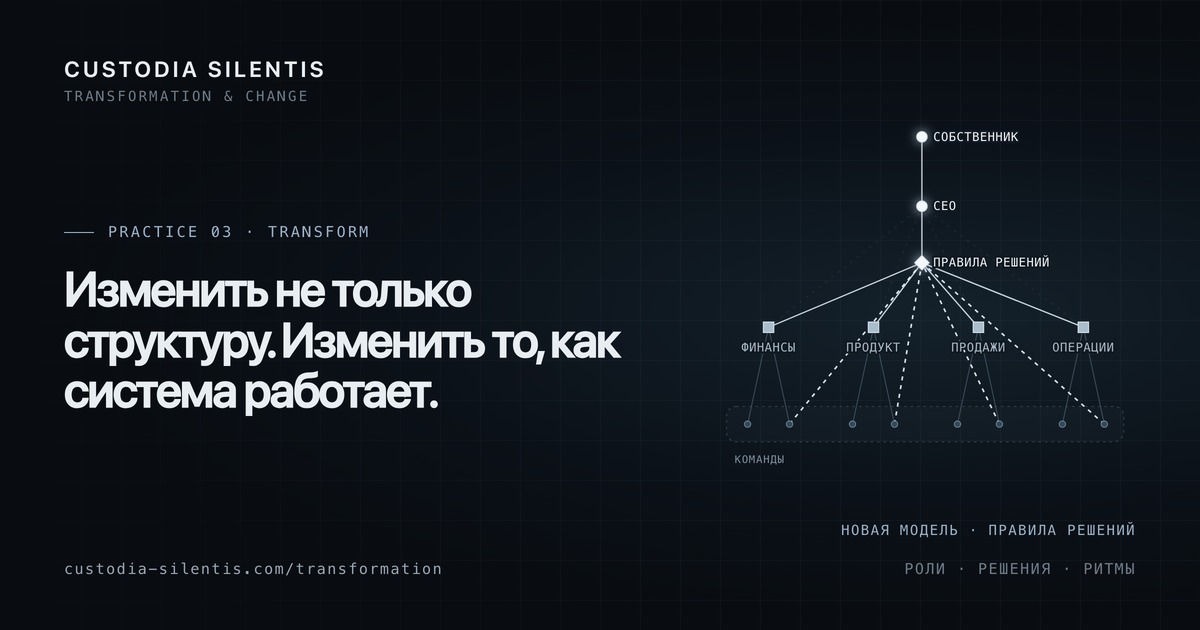 CUSTODIA SILENTIS
TRANSFORMATION & CHANGE
PRACTICE 03 · TRANSFORM
Изменить не только
структуру. Изменить то, как
система работает.
custodia-silentis.com/transformation
СОБСТВЕННИК
CEO
ПРАВИЛА РЕШЕНИЙ
ФИНАНСЫ ПРОДУКТ ПРОДАЖИ ОПЕРАЦИИ
КОМАНДЫ
НОВАЯ МОДЕЛЬ · ПРАВИЛА РЕШЕНИЙ
РОЛИ · РЕШЕНИЯ · РИТМЫ